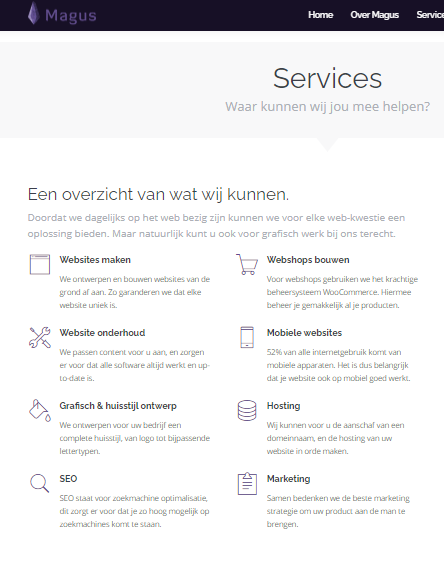 Magus
Home Over Magus Service
Services
Waar kunnen wij jou mee helpen?
Een overzicht van wat wij kunnen.
Doordat we dagelijks op het web bezig zijn kunnen we voor elke web-kwestie een
oplossing bieden. Maar natuurlijk kunt u ook voor grafisch werk bij ons terecht.
Websites maken
We ontwerpen en bouwen websites van de
grond af aan. Zo garanderen we dat elke
website uniek is.
Webshops bouwen
Voor webshops gebruiken we het krachtige
beheersysteem WooCommerce. Hiermee
beheer je gemakkelijk al je producten.
Website onderhoud
We passen content voor u aan, en zorgen
er voor dat alle software altijd werkt en up-
to-date is.
Mobiele websites
52% van alle internetgebruik komt van
mobiele apparaten. Het is dus belangrijk
dat je website ook op mobiel goed werkt.
Grafisch & huisstijl ontwerp
We ontwerpen voor uw bedrijf een
complete huisstijl, van logo tot bijpassende
lettertypen.
Hosting
Wij kunnen voor u de aanschaf van een
domeinnaam, en de hosting van uw
website in orde maken.
SEO
SEO staat voor zoekmachine optimalisatie,
dit zorgt er voor dat je zo hoog mogelijk op
zoekmachines komt te staan.
Marketing
Samen bedenken we de beste marketing
strategie om uw product aan de man te
brengen.